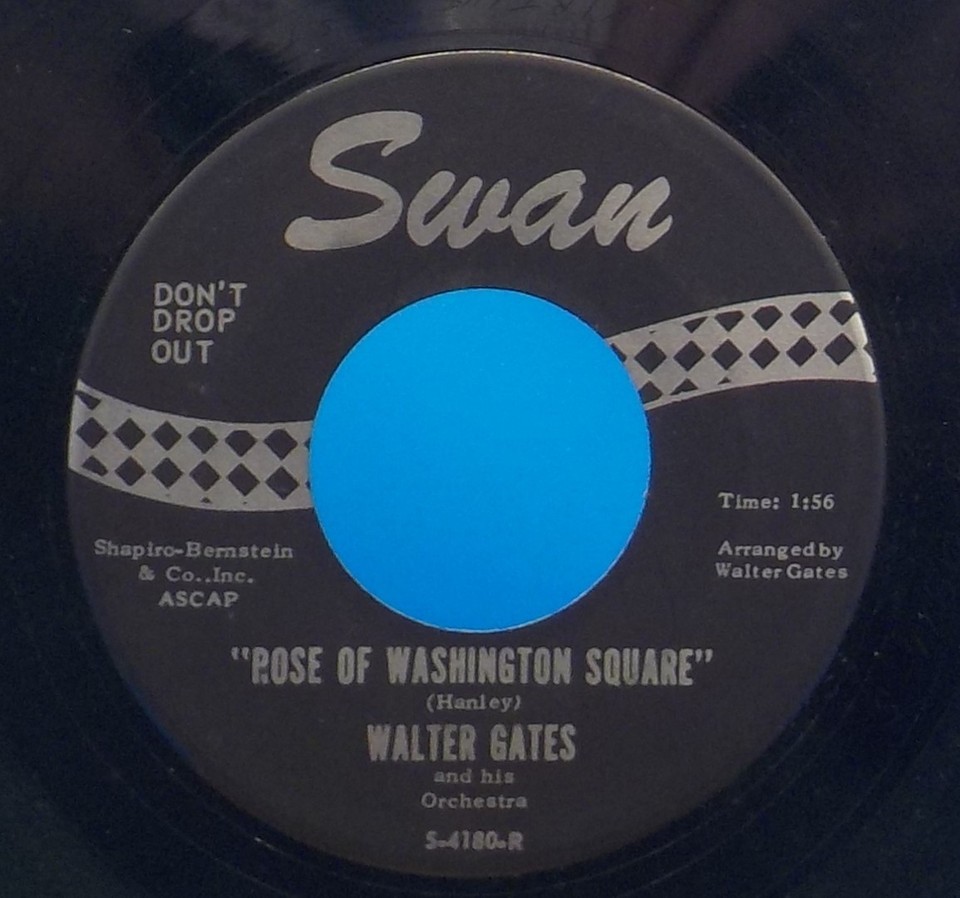 Swan
DON'T
DROP
OUT
Time: 1:56
Shapiro-Bernstein
& Co..Inc.
ASCAP
Arranged by
Walter Gates
"ROSE OF WASHINGTON SQUARE"
(Hanley)
WALTER GATES
and his
Orchestra
S-4180-R